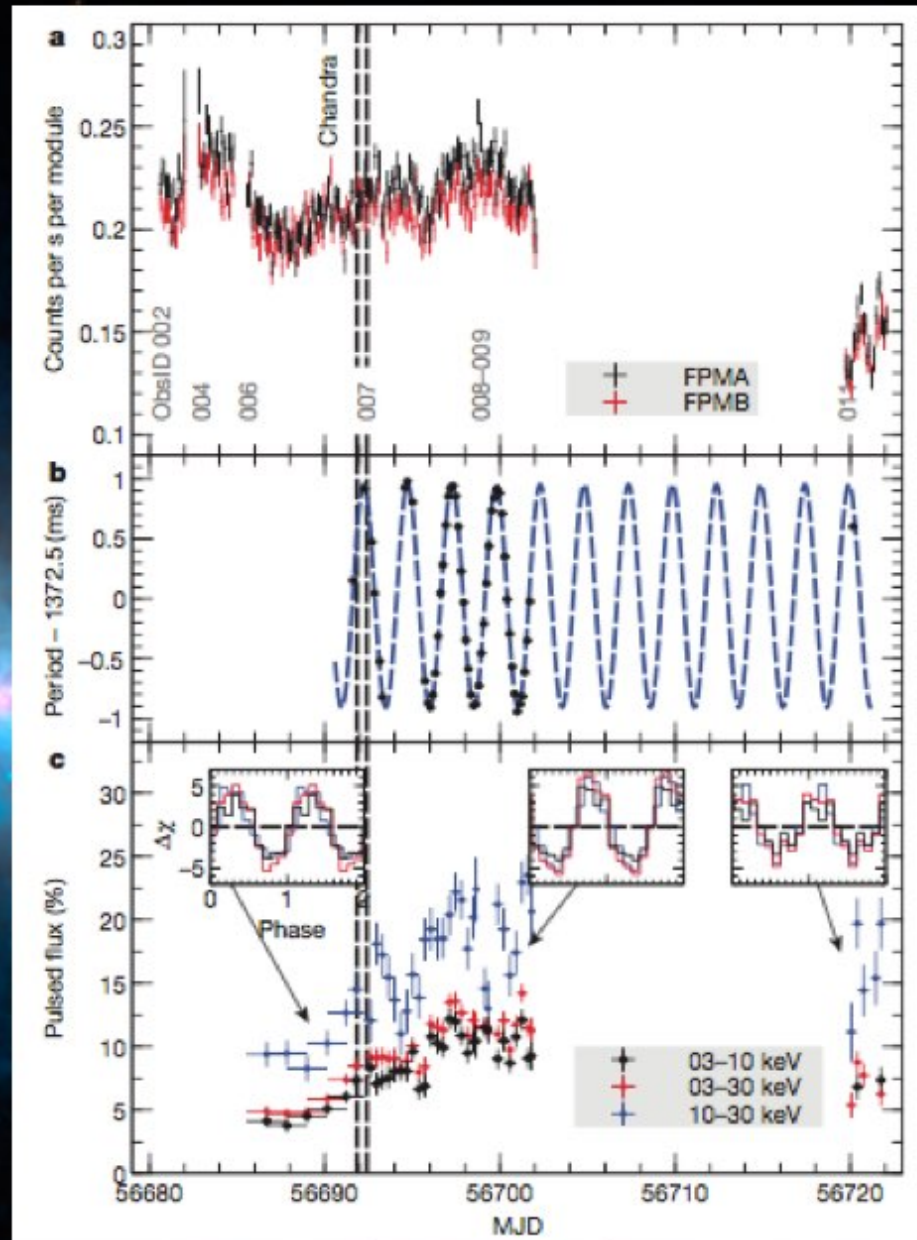 a
0.3
0.25
0.2
0.15
0.1
Counts per s per module
Chandra
ObsID 002
004
006
007
008–009
011
FPMA
FPMB
b
1
0.5
0
−0.5
−1
Period – 1372.5 (ms)
c
30
25
20
15
10
5
0
Pulsed flux (%)
Δχ
5
0
−5
0
1
2
Phase
03–10 keV
03–30 keV
10–30 keV
56680
56690
56700
56710
56720
MJD